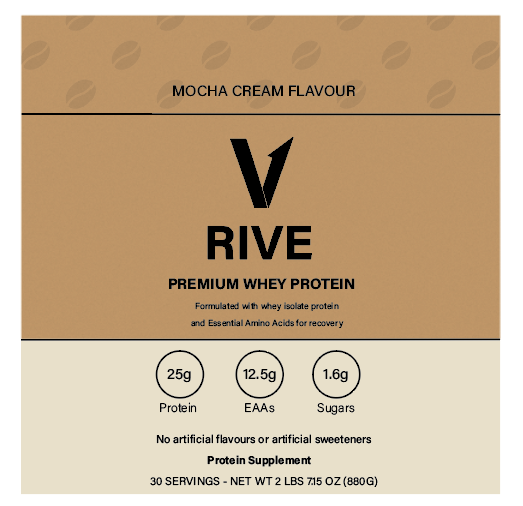 MOCHA CREAM FLAVOUR
RIVE
PREMIUM WHEY PROTEIN
Formulated with whey isolate protein
and Essential Amino Acids for recovery
25g 12.5g 1.6g
Protein EAAs Sugars
No artificial flavours or artificial sweeteners
Protein Supplement
30 SERVINGS - NET WT 2 LBS 7.15 OZ (880G)